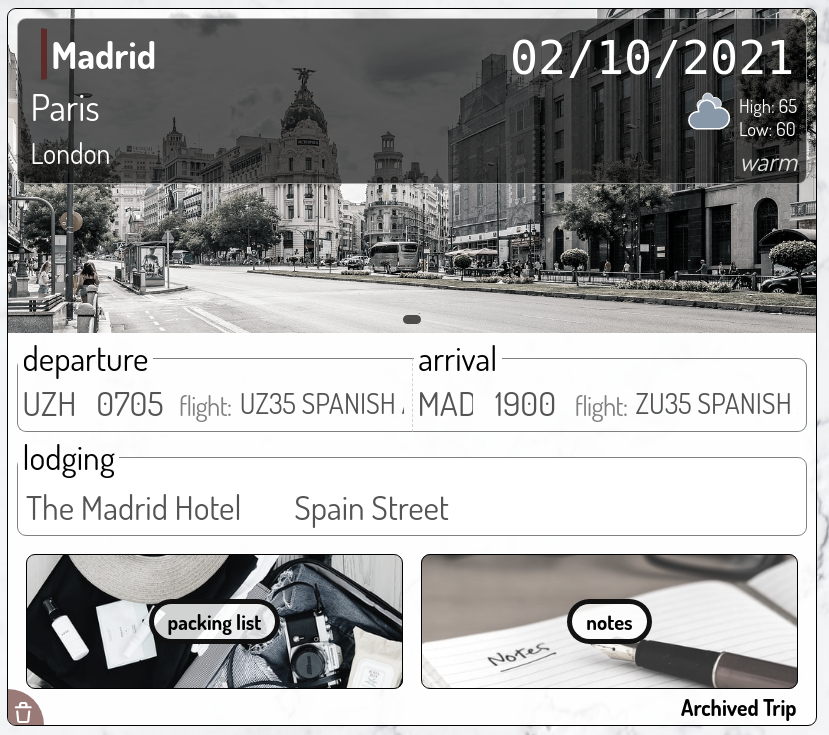 Madrid
02/10/2021
Paris
High: 65
Low: 60
London
warm
departure
arrival
UZH 0705 flight: UZ35 SPANISH
MAD 1900 flight: ZU35 SPANISH
lodging
The Madrid Hotel Spain Street
packing list
notes
Notes
Archived Trip